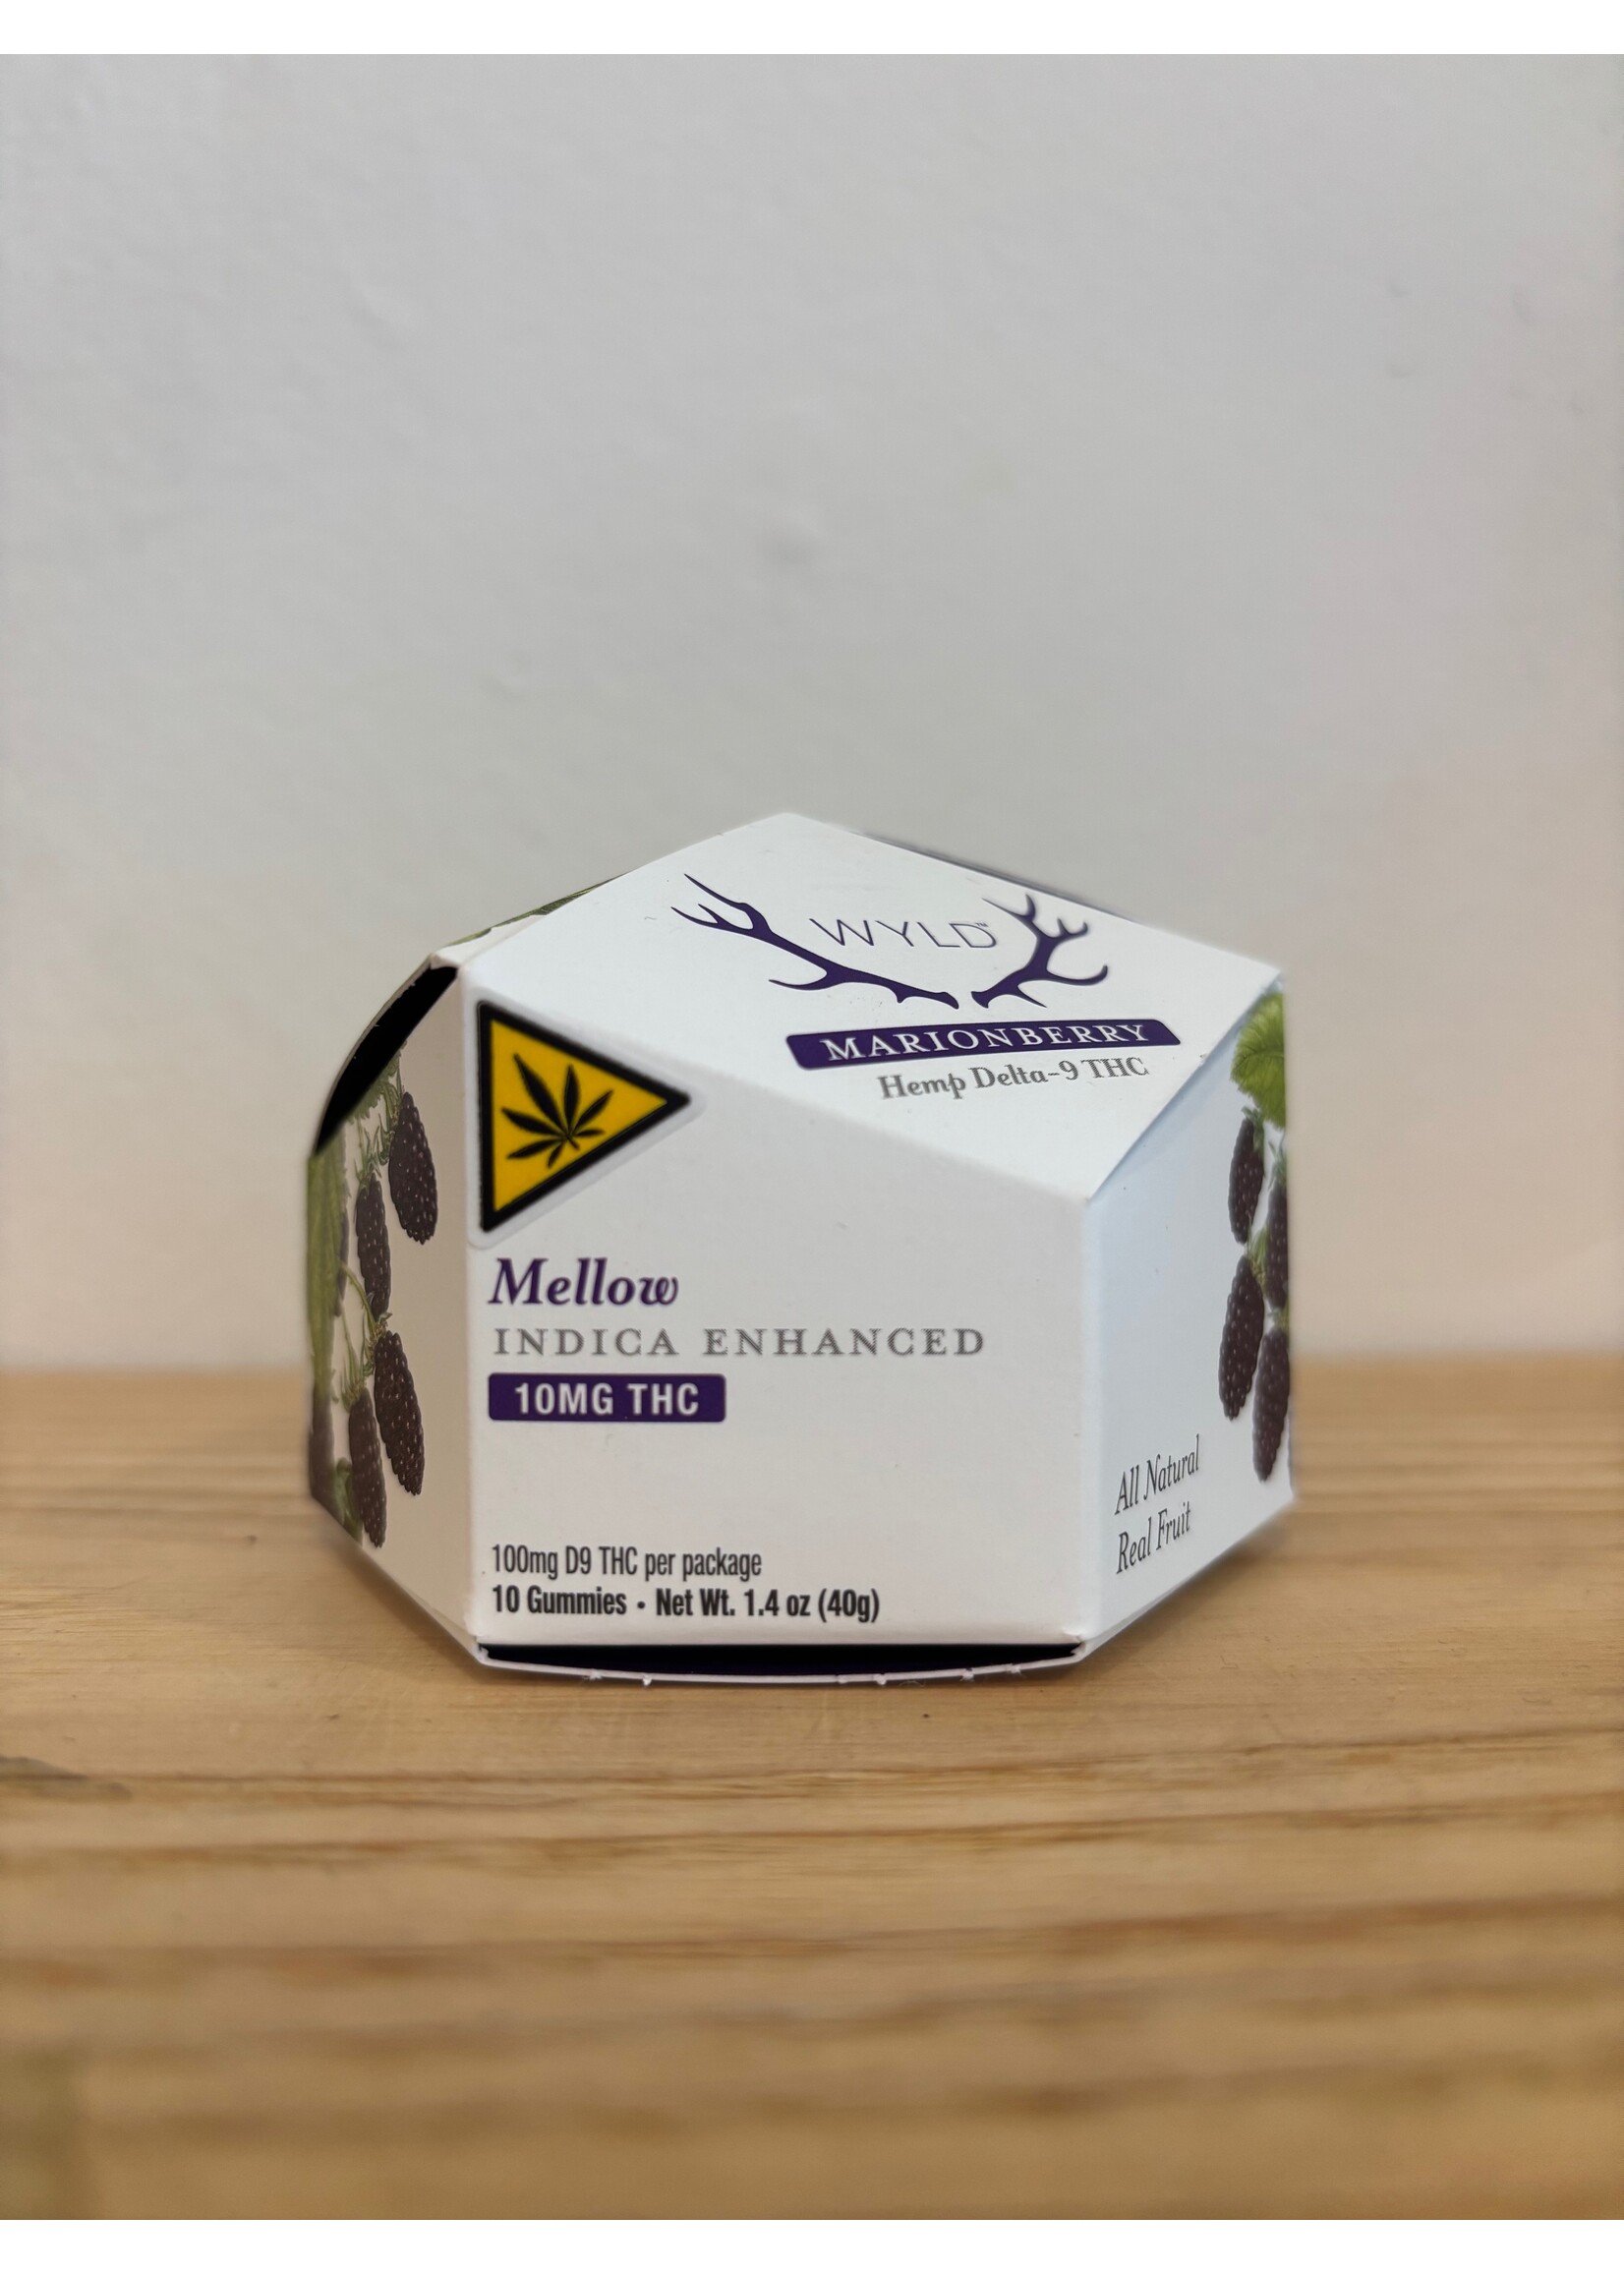 WYLD™
MARIONBERRY
Hemp Delta-9 THC
Mellow
INDICA ENHANCED
10MG THC
100mg D9 THC per package
10 Gummies • Net Wt. 1.4 oz (40g)
All Natural
Real Fruit